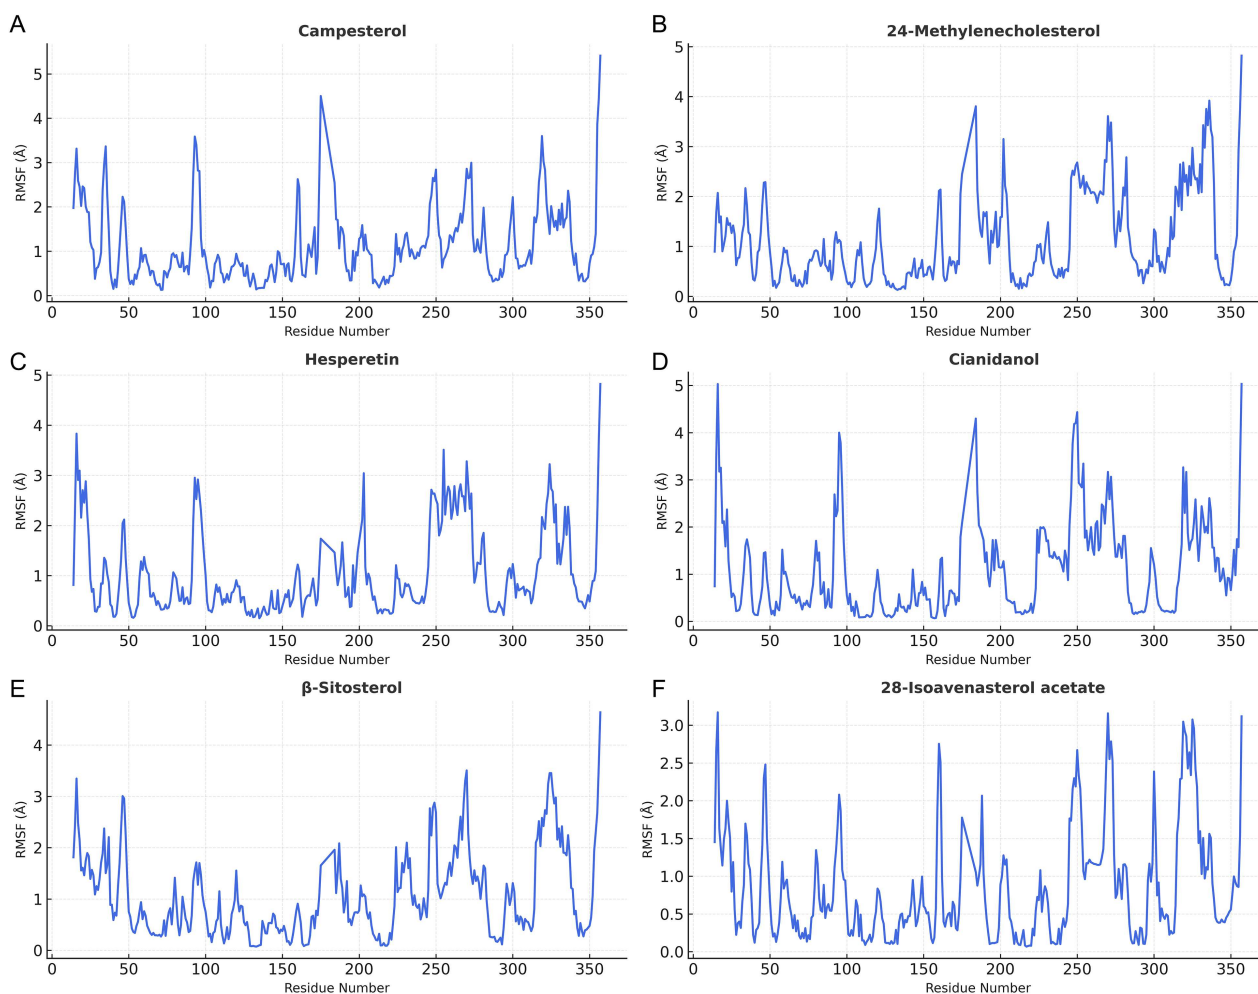 A
Campesterol
RMSF (Å)
5
4
3
2
1
0
0 50 100 150 200 250 300 350
Residue Number
B
24-Methylenecholesterol
RMSF (Å)
5
4
3
2
1
0
0 50 100 150 200 250 300 350
Residue Number
C
Hesperetin
RMSF (Å)
5
4
3
2
1
0
0 50 100 150 200 250 300 350
Residue Number
D
Cianidanol
RMSF (Å)
5
4
3
2
1
0
0 50 100 150 200 250 300 350
Residue Number
E
β-Sitosterol
RMSF (Å)
4
3
2
1
0
0 50 100 150 200 250 300 350
Residue Number
F
28-Isoavenasterol acetate
RMSF (Å)
3.0
2.5
2.0
1.5
1.0
0.5
0.0
0 50 100 150 200 250 300 350
Residue Number